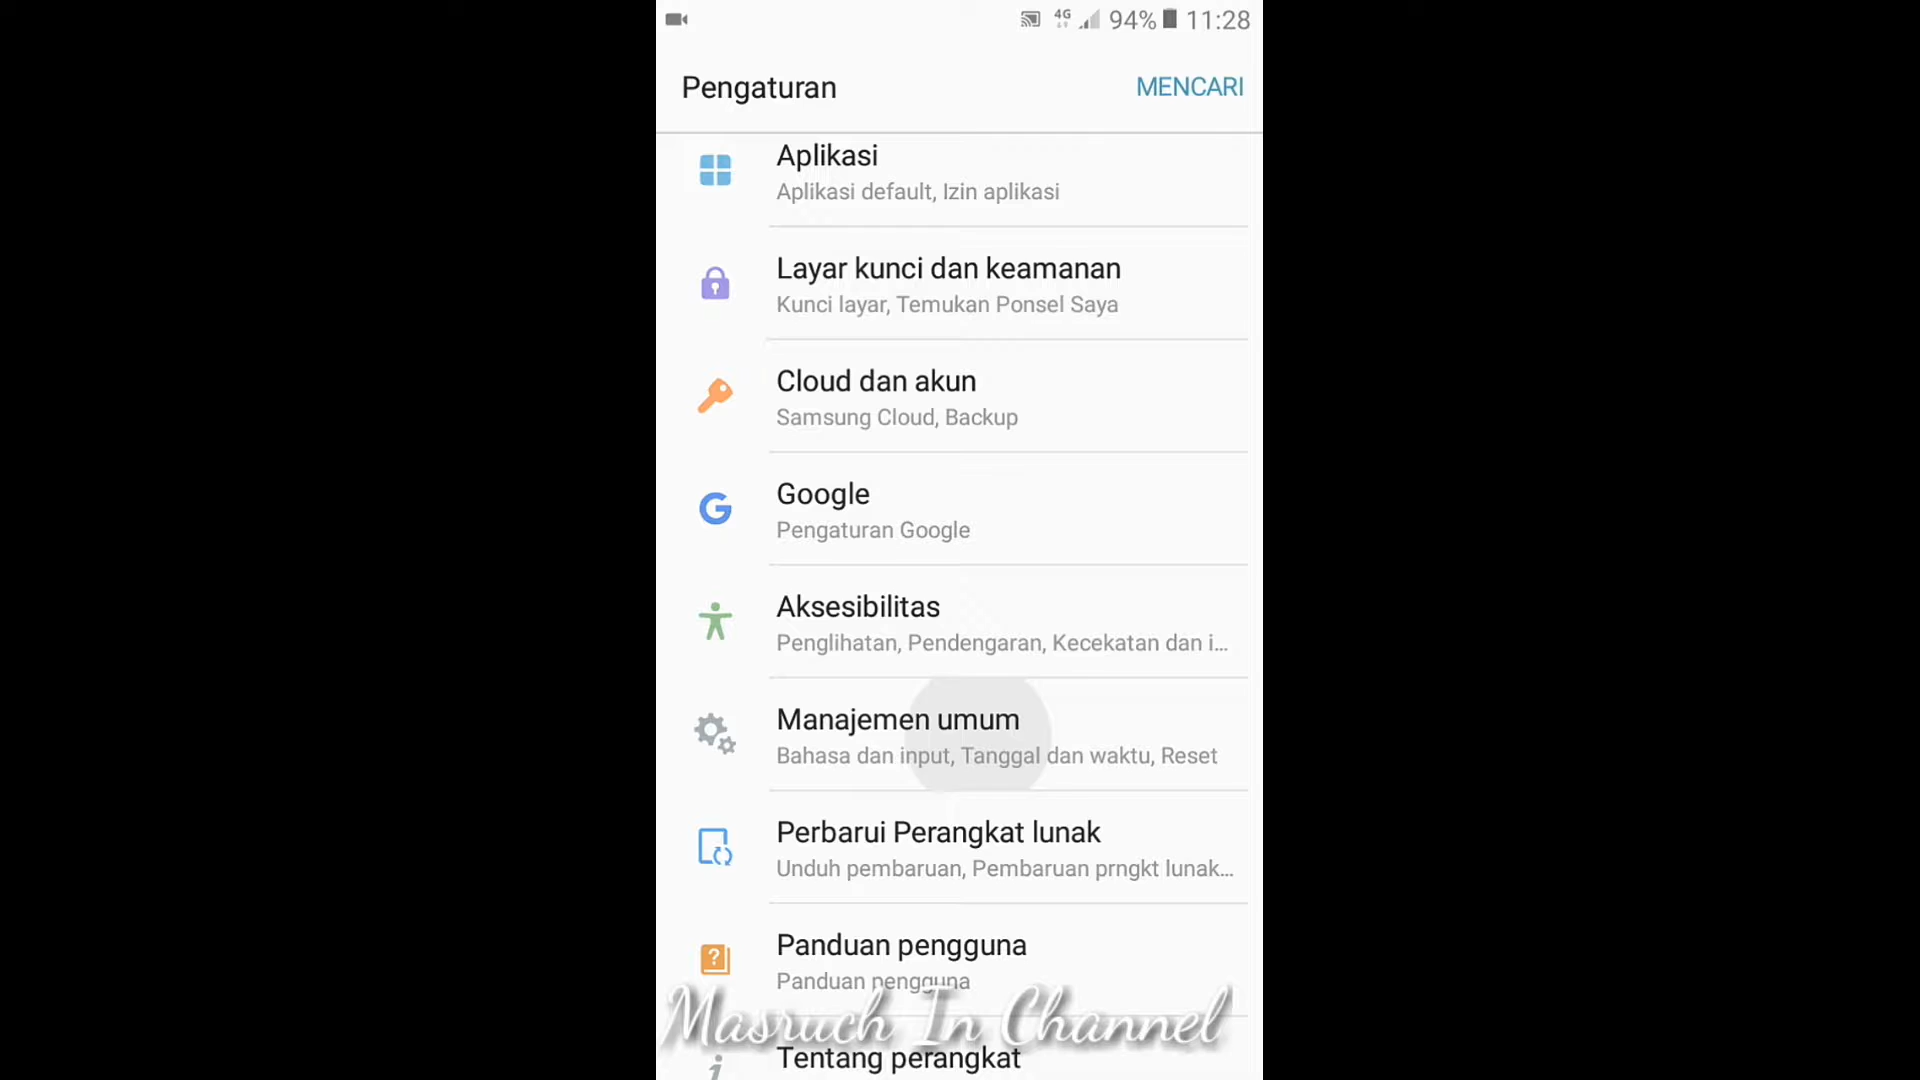 4G 94% 11:28
Pengaturan MENCARI
Aplikasi
Aplikasi default, Izin aplikasi
Layar kunci dan keamanan
Kunci layar, Temukan Ponsel Saya
Cloud dan akun
Samsung Cloud, Backup
Google
Pengaturan Google
Aksesibilitas
Penglihatan, Pendengaran, Kecekatan dan i...
Manajemen umum
Bahasa dan input, Tanggal dan waktu, Reset
Perbarui Perangkat lunak
Unduh pembaruan, Pembaruan prngkt lunak...
Panduan pengguna
Panduan pengguna
Masruch In Channel
Tentang perangkat